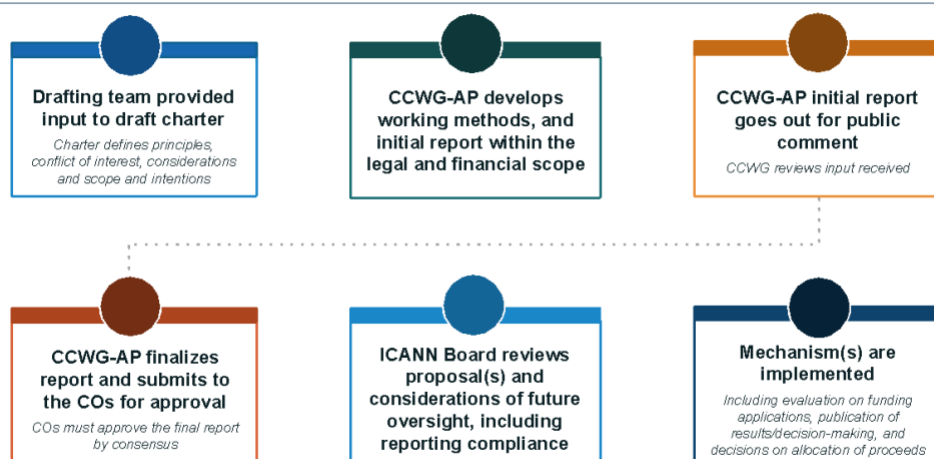 Drafting team provided
input to draft charter
Charter defines principles,
conflict of interest, considerations
and scope and intentions
CCWG-AP develops
working methods, and
initial report within the
legal and financial scope
CCWG-AP initial report
goes out for public
comment
CCWG reviews input received
CCWG-AP finalizes
report and submits to
the COs for approval
COs must approve the final report
by consensus
ICANN Board reviews
proposal(s) and
considerations of future
oversight, including
reporting compliance
Mechanism(s) are
implemented
Including evaluation on funding
applications, publication of
results/decision-making, and
decisions on allocation of proceeds